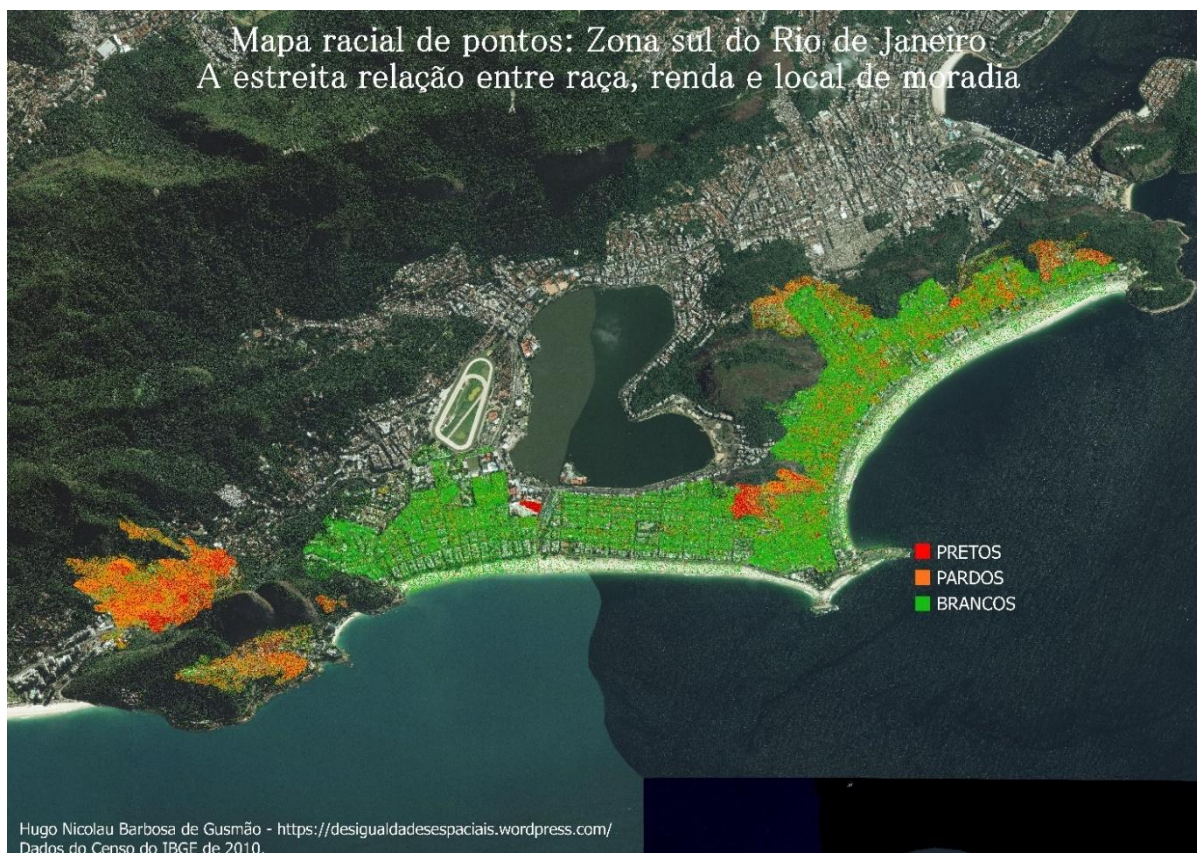 Mapa racial de pontos: Zona sul do Rio de Janeiro
A estreita relação entre raça, renda e local de moradia
PRETOS
PARDOS
BRANCOS
Hugo Nicolau Barbosa de Gusmão - https://desigualdadesespaciais.wordpress.com/
Dados do Censo do IBGE de 2010.